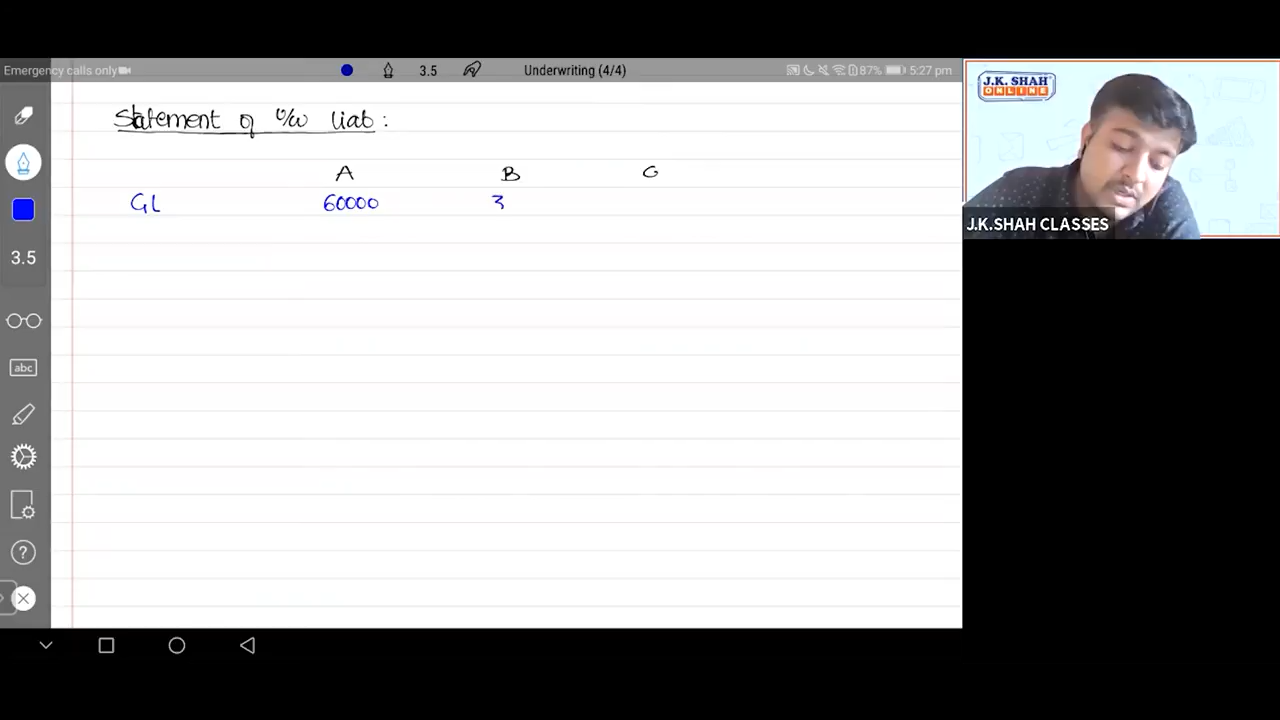 Emergency calls only 3.5 Underwriting (4/4) 87% 5:27 pm
J.K. SHAH
ONLINE
Statement of U/W Liab :
A B C
GL 60000 3
J.K.SHAH CLASSES
3.5
abc